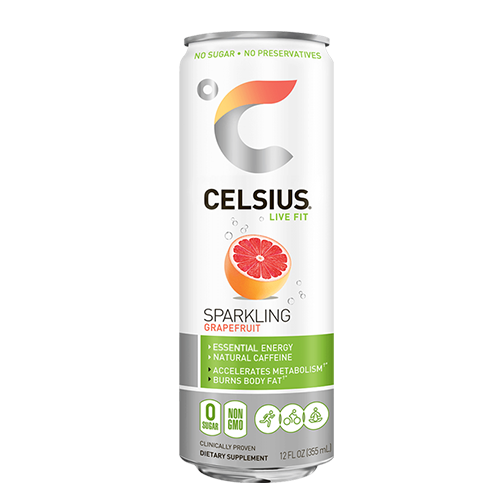 NO SUGAR • NO PRESERVATIVES
CELSIUS®
LIVE FIT
SPARKLING
GRAPEFRUIT
› ESSENTIAL ENERGY
› NATURAL CAFFEINE
› ACCELERATES METABOLISM†*
› BURNS BODY FAT†*
0
SUGAR
NON
GMO
CLINICALLY PROVEN
DIETARY SUPPLEMENT
12 FL OZ (355 mL)